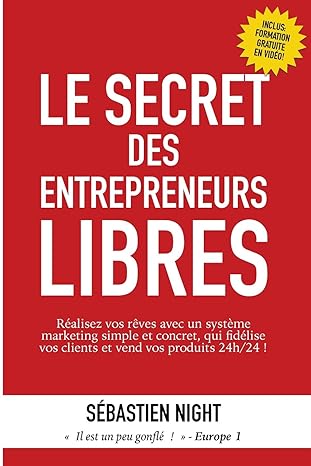 INCLUS:
FORMATION
GRATUITE
EN VIDÉO!
LE SECRET
DES
ENTREPRENEURS
LIBRES
Réalisez vos rêves avec un système
marketing simple et concret, qui fidélise
vos clients et vend vos produits 24h/24 !
SÉBASTIEN NIGHT
« Il est un peu gonflé ! » - Europe 1